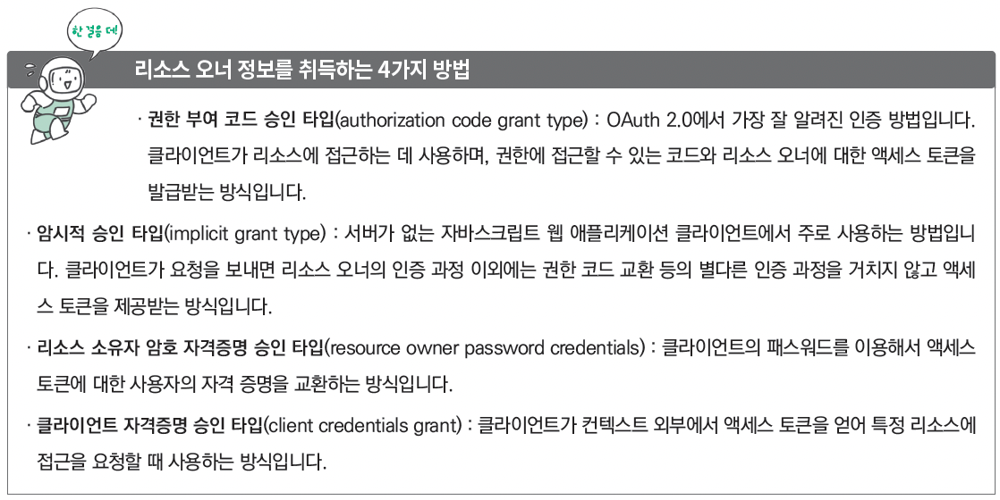 한 걸음 더!
리소스 오너 정보를 취득하는 4가지 방법
· 권한 부여 코드 승인 타입(authorization code grant type) : OAuth 2.0에서 가장 잘 알려진 인증 방법입니다.
클라이언트가 리소스에 접근하는 데 사용하며, 권한에 접근할 수 있는 코드와 리소스 오너에 대한 액세스 토큰을
발급받는 방식입니다.
· 암시적 승인 타입(implicit grant type) : 서버가 없는 자바스크립트 웹 애플리케이션 클라이언트에서 주로 사용하는 방법입니
다. 클라이언트가 요청을 보내면 리소스 오너의 인증 과정 이외에는 권한 코드 교환 등의 별다른 인증 과정을 거치지 않고 액세
스 토큰을 제공받는 방식입니다.
· 리소스 소유자 암호 자격증명 승인 타입(resource owner password credentials) : 클라이언트의 패스워드를 이용해서 액세스
토큰에 대한 사용자의 자격 증명을 교환하는 방식입니다.
· 클라이언트 자격증명 승인 타입(client credentials grant) : 클라이언트가 컨텍스트 외부에서 액세스 토큰을 얻어 특정 리소스에
접근을 요청할 때 사용하는 방식입니다.